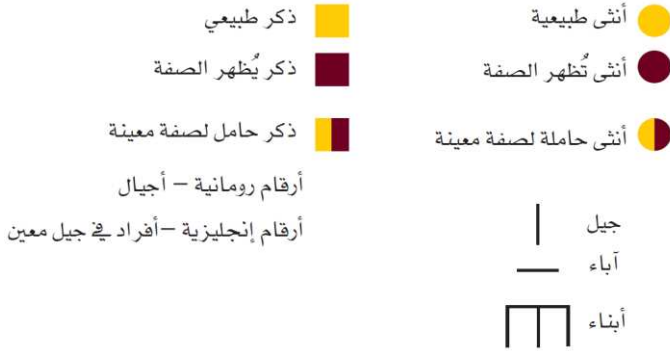 أنثى طبيعية
ذكر طبيعي
أنثى تُظهر الصفة
ذكر يُظهر الصفة
أنثى حاملة لصفة معينة
ذكر حامل لصفة معينة
أرقام رومانية – أجيال
أرقام إنجليزية –أفراد في جيل معين
جيل
آباء
أبناء